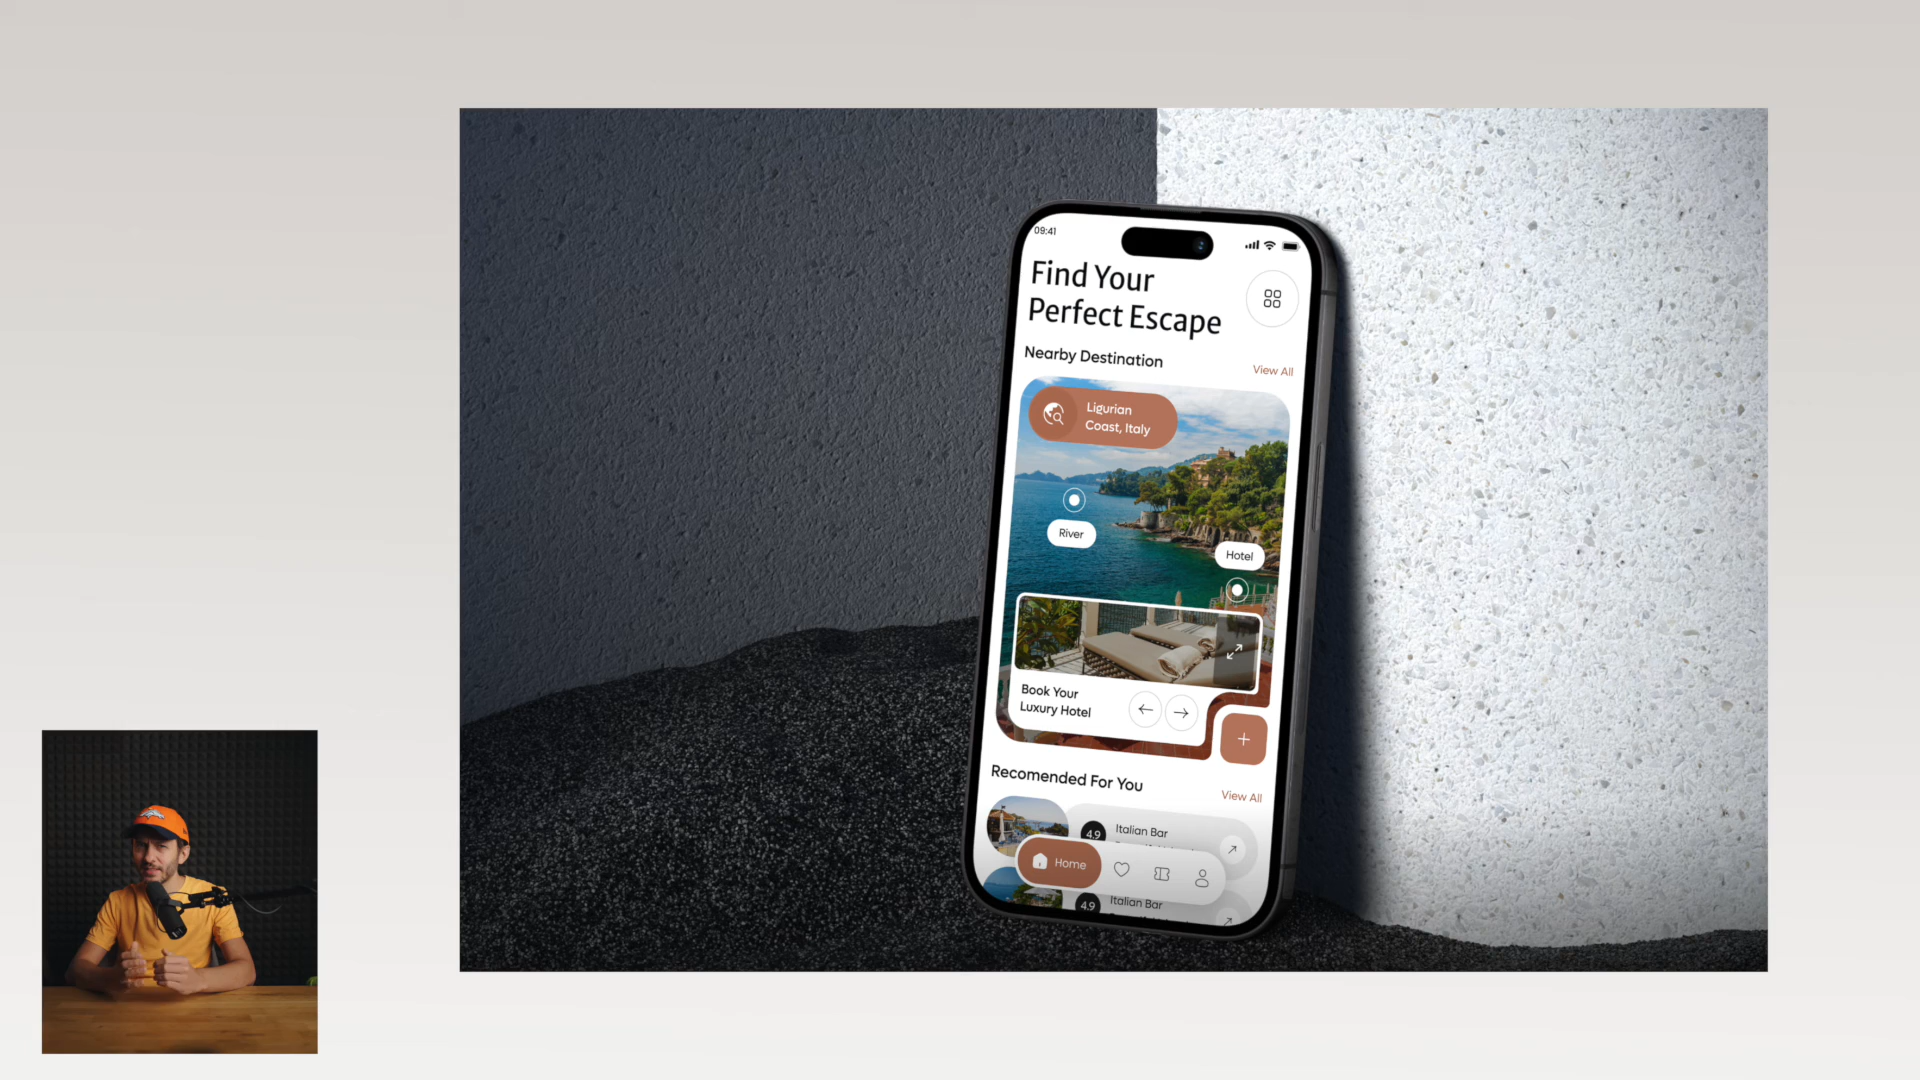 09:41
Find Your
Perfect Escape
Nearby Destination
View All
Ligurian
Coast, Italy
River
Hotel
Book Your
Luxury Hotel
Recomended For You
View All
4.9
Italian Bar
Home
4.9
Italian Bar